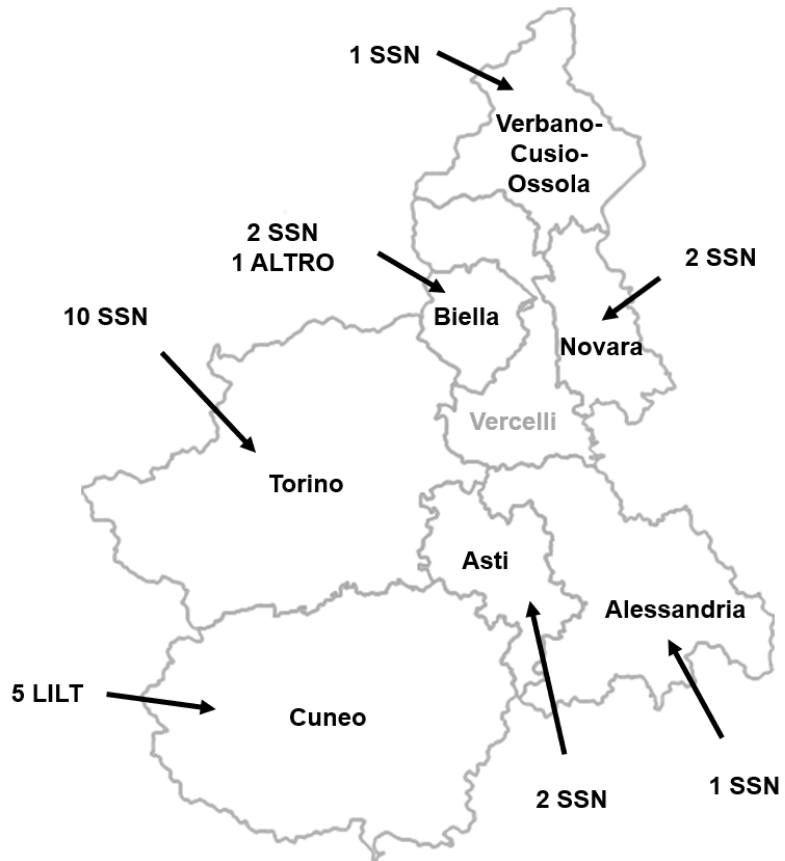 1 SSN
Verbano-
Cusio-
Ossola
2 SSN
1 ALTRO
2 SSN
Biella
10 SSN
Novara
Vercelli
Torino
Asti
Alessandria
5 LILT
Cuneo
2 SSN
1 SSN